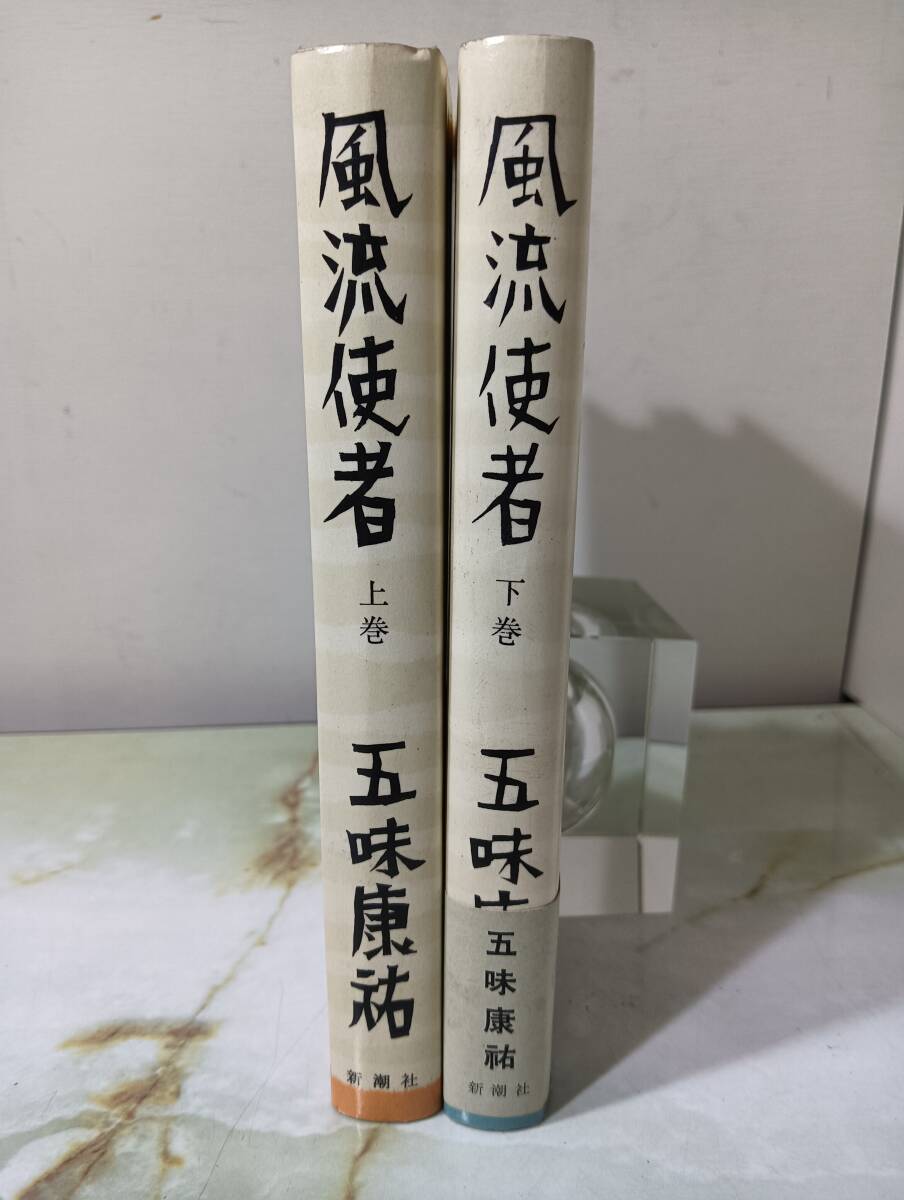 風流使者
上巻
五味康祐
新潮社
風流使者
下巻
五味
五味康祐
新潮社